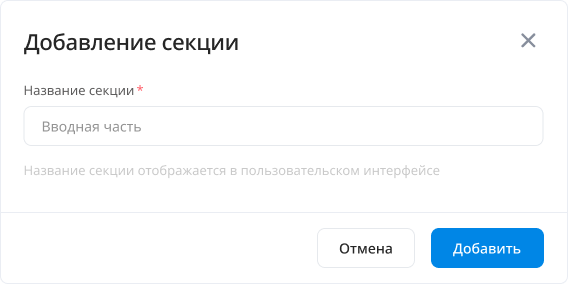 Добавление секции
Название секции *
Вводная часть
Название секции отображается в пользовательском интерфейсе
Отмена
Добавить